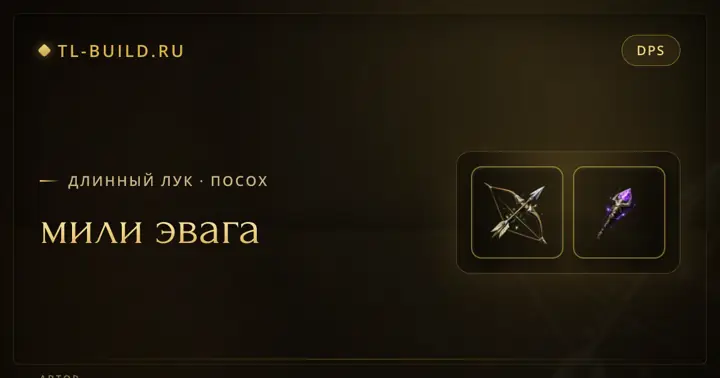 TL-BUILD.RU
DPS
ДЛИННЫЙ ЛУК · ПОСОХ
мили эвага